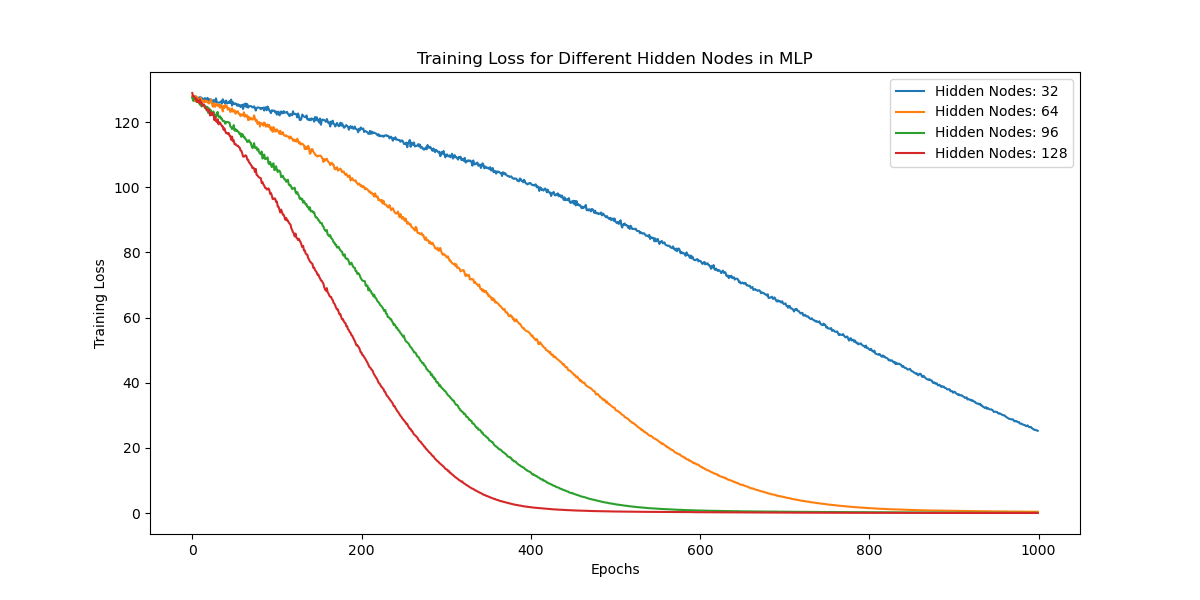 Training Loss for Different Hidden Nodes in MLP
Hidden Nodes: 32
Hidden Nodes: 64
Hidden Nodes: 96
Hidden Nodes: 128
Training Loss
120
100
80
60
40
20
0
0 200 400 600 800 1000
Epochs